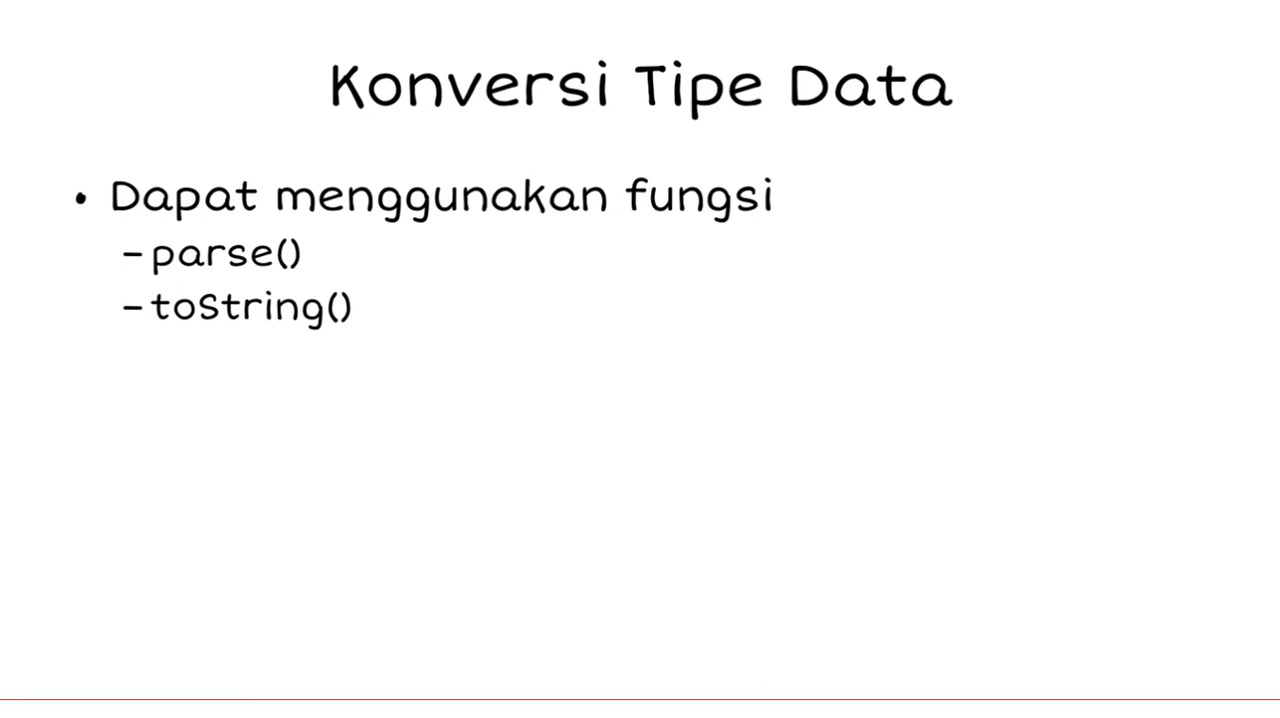 Konversi Tipe Data
• Dapat menggunakan fungsi
– parse()
– toString()